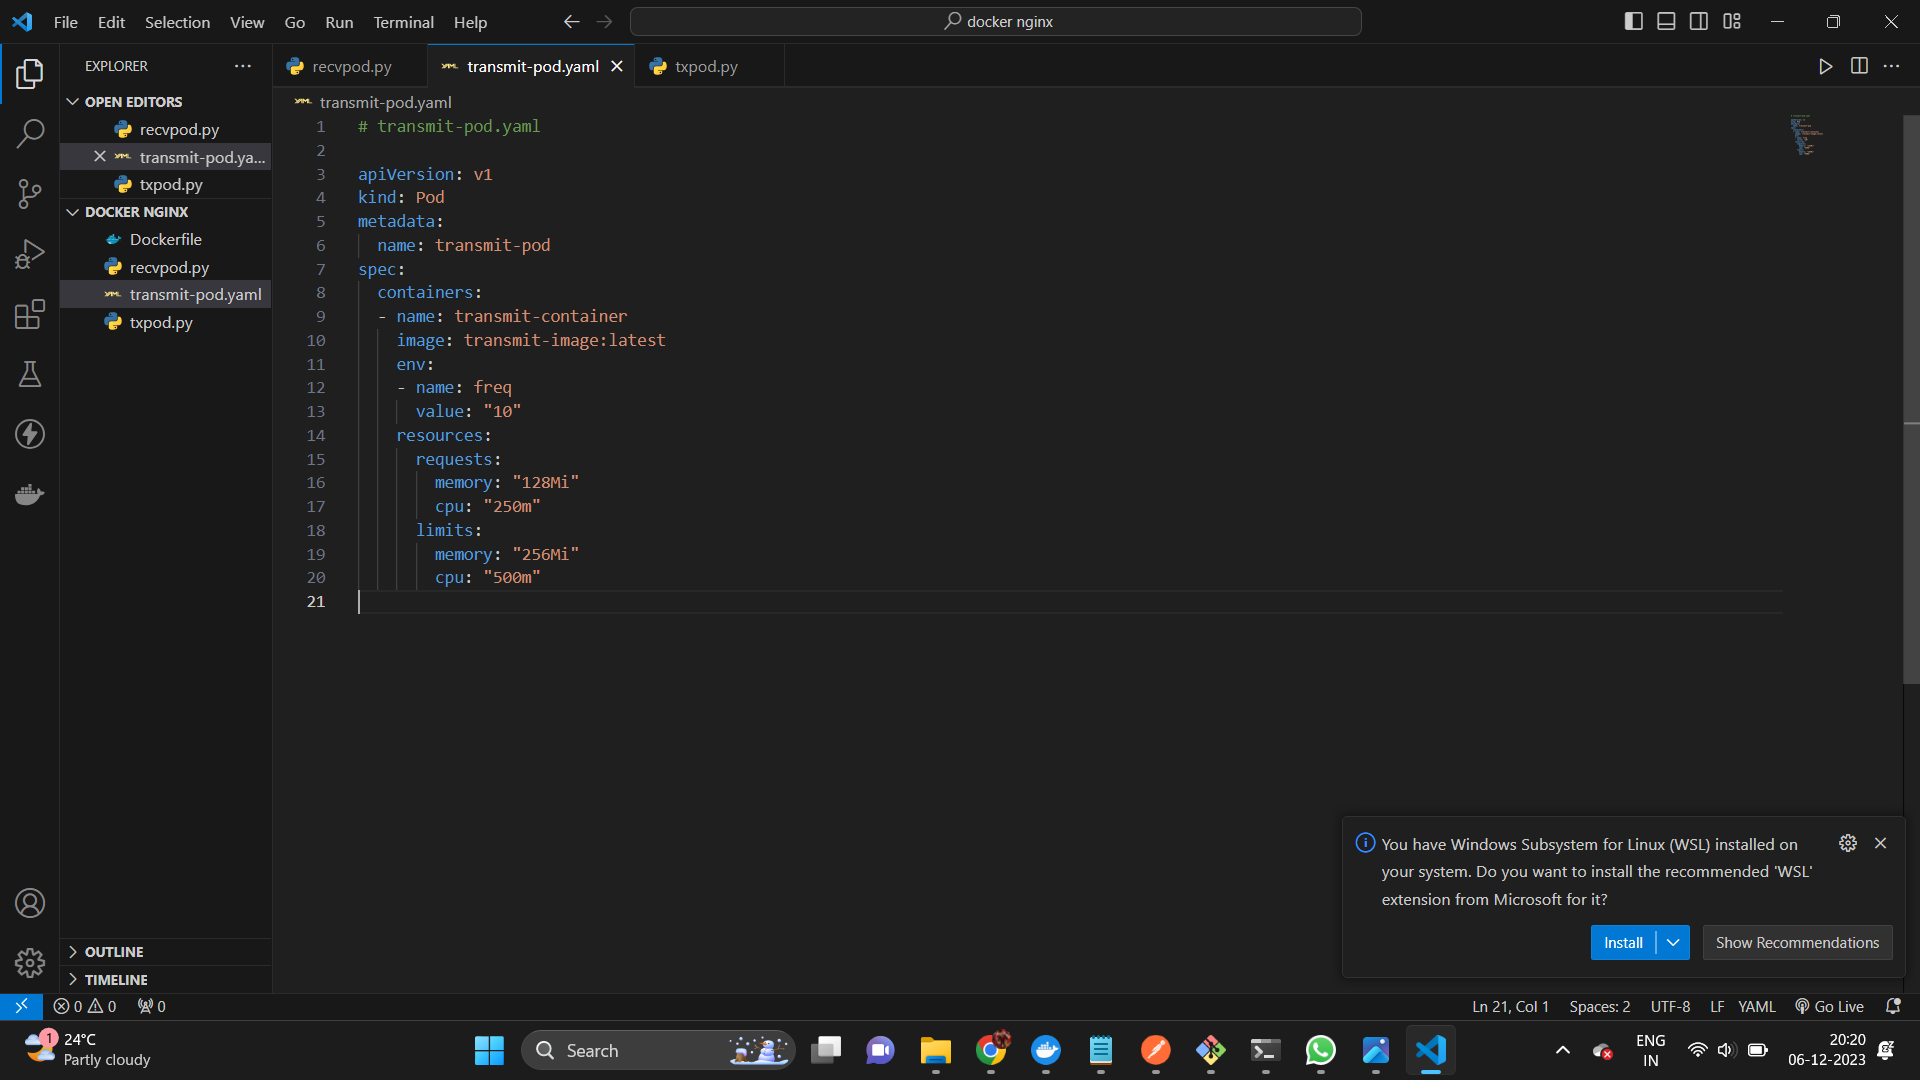 File Edit Selection View Go Run Terminal Help
docker nginx
EXPLORER
OPEN EDITORS
recvpod.py
transmit-pod.ya...
txpod.py
DOCKER NGINX
Dockerfile
recvpod.py
transmit-pod.yaml
txpod.py
OUTLINE
TIMELINE
recvpod.py transmit-pod.yaml txpod.py
transmit-pod.yaml
1 # transmit-pod.yaml
2
3 apiVersion: v1
4 kind: Pod
5 metadata:
6 name: transmit-pod
7 spec:
8 containers:
9 - name: transmit-container
10 image: transmit-image:latest
11 env:
12 - name: freq
13 value: "10"
14 resources:
15 requests:
16 memory: "128Mi"
17 cpu: "250m"
18 limits:
19 memory: "256Mi"
20 cpu: "500m"
21
You have Windows Subsystem for Linux (WSL) installed on
your system. Do you want to install the recommended 'WSL'
extension from Microsoft for it?
Install Show Recommendations
0 0 0 Ln 21, Col 1 Spaces: 2 UTF-8 LF YAML Go Live
1 24°C
Partly cloudy
Search
ENG
IN
20:20
06-12-2023